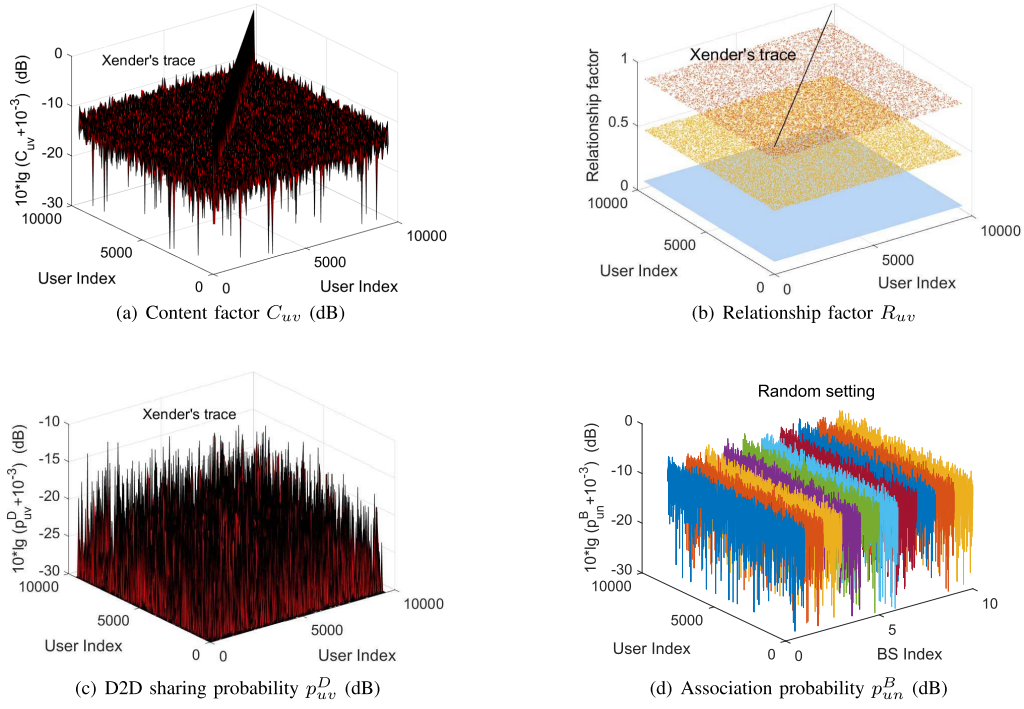 Xender's trace
10*lg (C_uv +10^-3) (dB)
0
-10
-20
-30
10000
5000
0
User Index
0
5000
10000
User Index
(a) Content factor C_uv (dB)
Xender's trace
Relationship factor
1
0.5
0
10000
5000
0
User Index
0
5000
10000
User Index
(b) Relationship factor R_uv
Xender's trace
10*lg (p^D_uv +10^-3) (dB)
-10
-15
-20
-25
-30
10000
5000
0
User Index
0
5000
10000
User Index
(c) D2D sharing probability p^D_uv (dB)
Random setting
10*lg (p^B_un +10^-3) (dB)
0
-10
-20
-30
10000
5000
0
User Index
0
5
10
BS Index
(d) Association probability p^B_un (dB)